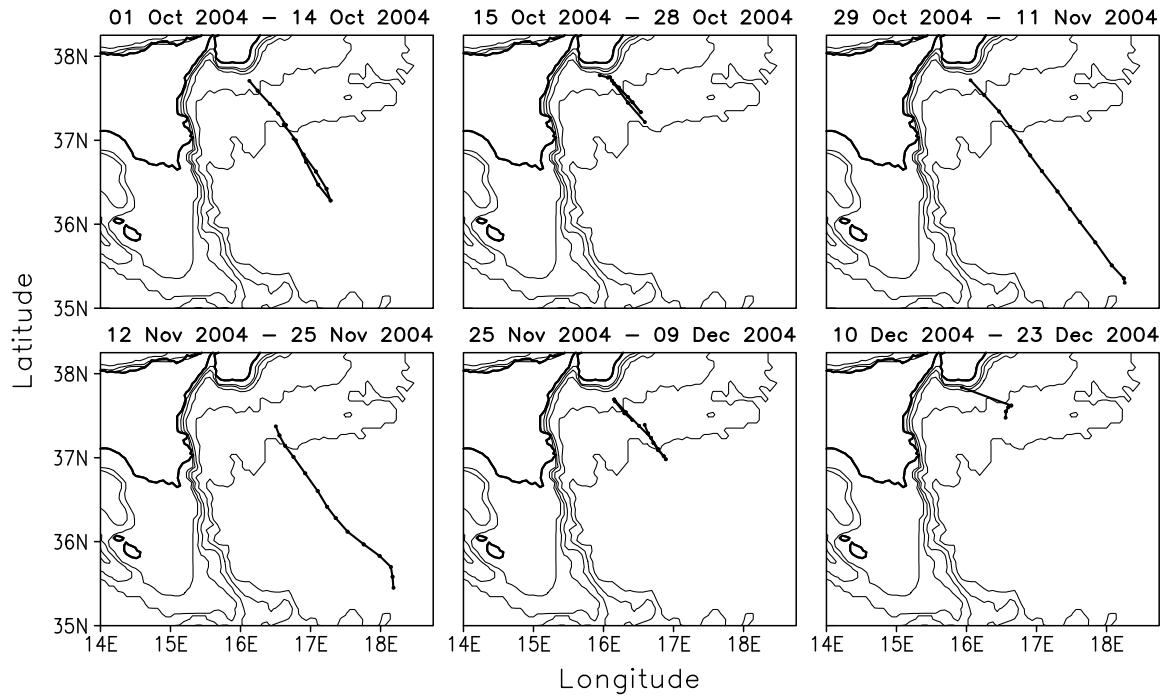 01 Oct 2004 – 14 Oct 2004
15 Oct 2004 – 28 Oct 2004
29 Oct 2004 – 11 Nov 2004
38N
37N
36N
35N
12 Nov 2004 – 25 Nov 2004
25 Nov 2004 – 09 Dec 2004
10 Dec 2004 – 23 Dec 2004
38N
37N
36N
35N
14E 15E 16E 17E 18E
14E 15E 16E 17E 18E
14E 15E 16E 17E 18E
Latitude
Longitude